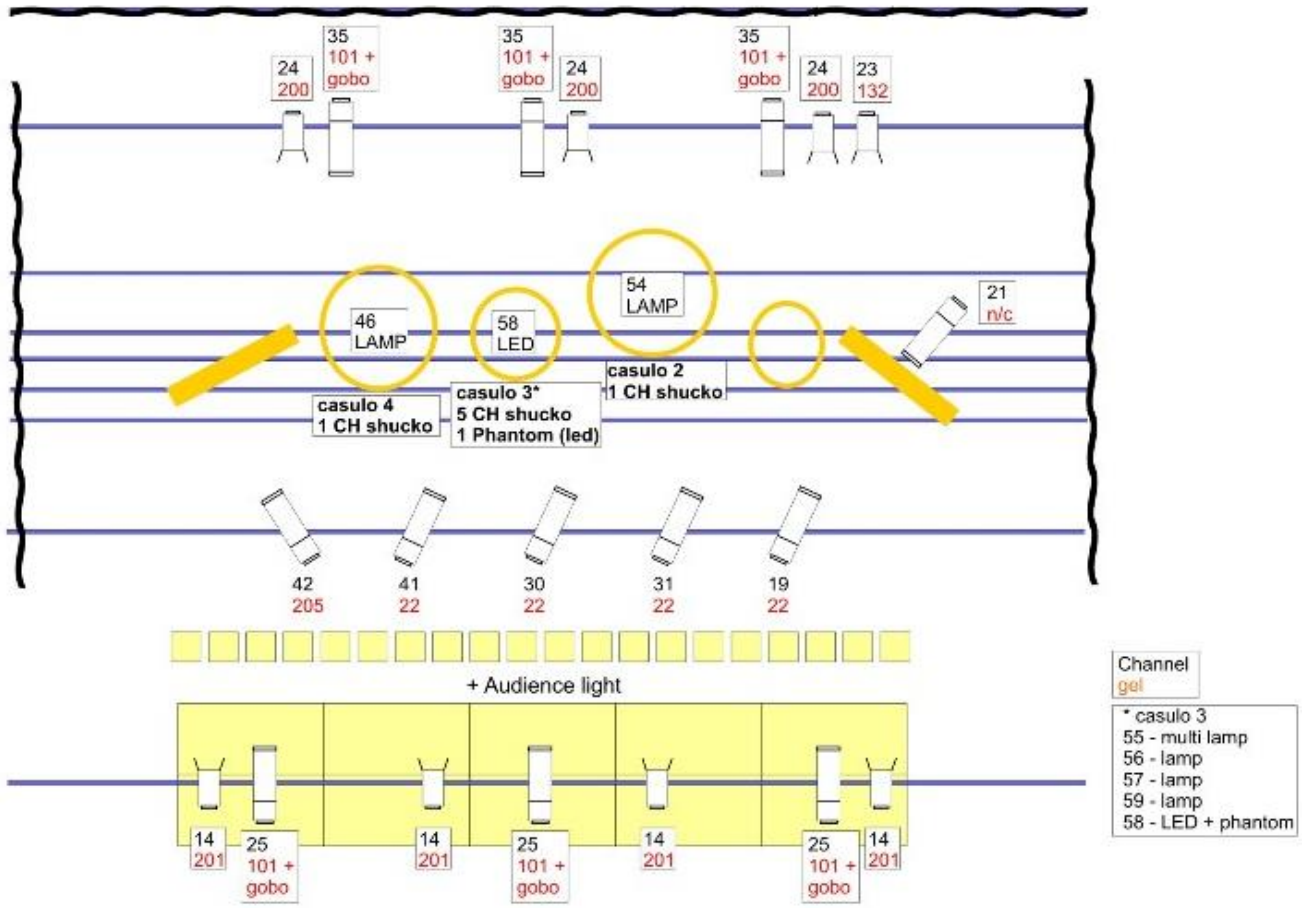 35
101 +
gobo
35
101 +
gobo
35
101 +
gobo
24
200
24
200
24
200
23
132
54
LAMP
21
n/c
46
LAMP
58
LED
casulo 2
1 CH shucko
casulo 4
1 CH shucko
casulo 3*
5 CH shucko
1 Phantom (led)
42
205
41
22
30
22
31
22
19
22
+ Audience light
Channel
gel
* casulo 3
55 - multi lamp
56 - lamp
57 - lamp
59 - lamp
58 - LED + phantom
14
201
25
101 +
gobo
14
201
25
101 +
gobo
14
201
25
101 +
gobo
14
201